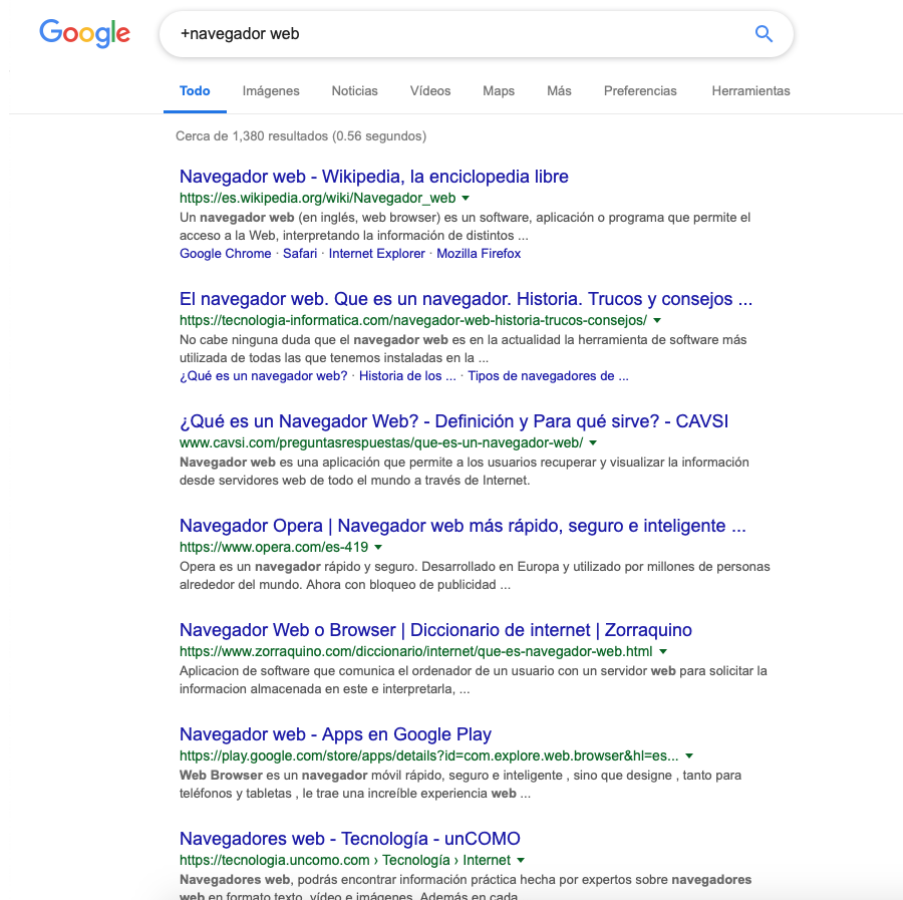 Google
+navegador web
Todo Imágenes Noticias Vídeos Maps Más Preferencias Herramientas
Cerca de 1,380 resultados (0.56 segundos)
Navegador web - Wikipedia, la enciclopedia libre
https://es.wikipedia.org/wiki/Navegador_web
Un navegador web (en inglés, web browser) es un software, aplicación o programa que permite el
acceso a la Web, interpretando la información de distintos ...
Google Chrome · Safari · Internet Explorer · Mozilla Firefox
El navegador web. Que es un navegador. Historia. Trucos y consejos ...
https://tecnologia-informatica.com/navegador-web-historia-trucos-consejos/
No cabe ninguna duda que el navegador web es en la actualidad la herramienta de software más
utilizada de todas las que tenemos instaladas en la ...
¿Qué es un navegador web? · Historia de los ... · Tipos de navegadores de ...
¿Qué es un Navegador Web? - Definición y Para qué sirve? - CAVSI
www.cavsi.com/preguntasrespuestas/que-es-un-navegador-web/
Navegador web es una aplicación que permite a los usuarios recuperar y visualizar la información
desde servidores web de todo el mundo a través de Internet.
Navegador Opera | Navegador web más rápido, seguro e inteligente ...
https://www.opera.com/es-419
Opera es un navegador rápido y seguro. Desarrollado en Europa y utilizado por millones de personas
alrededor del mundo. Ahora con bloqueo de publicidad ...
Navegador Web o Browser | Diccionario de internet | Zorraquino
https://www.zorraquino.com/diccionario/internet/que-es-navegador-web.html
Aplicacion de software que comunica el ordenador de un usuario con un servidor web para solicitar la
informacion almacenada en este e interpretarla, ...
Navegador web - Apps en Google Play
https://play.google.com/store/apps/details?id=com.explore.web.browser&hl=es...
Web Browser es un navegador móvil rápido, seguro e inteligente , sino que designe , tanto para
teléfonos y tabletas , le trae una increíble experiencia web ...
Navegadores web - Tecnología - unCOMO
https://tecnologia.uncomo.com › Tecnología › Internet
Navegadores web, podrás encontrar información práctica hecha por expertos sobre navegadores
web en formato texto, vídeo e imágenes. Además en cada